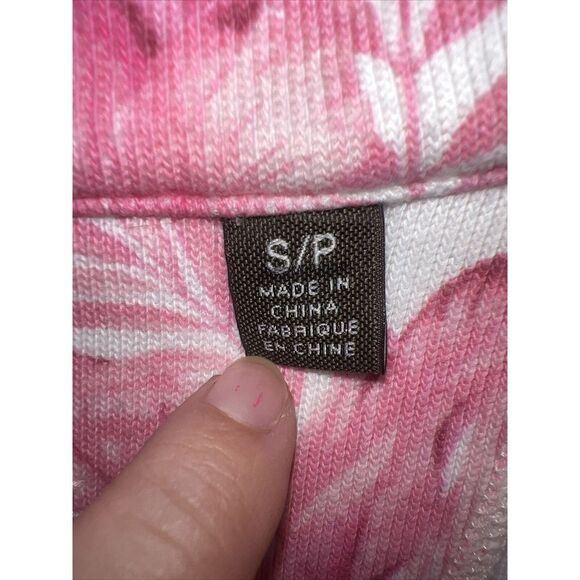 S/P
MADE IN
CHINA
FABRIQUE
EN CHINE